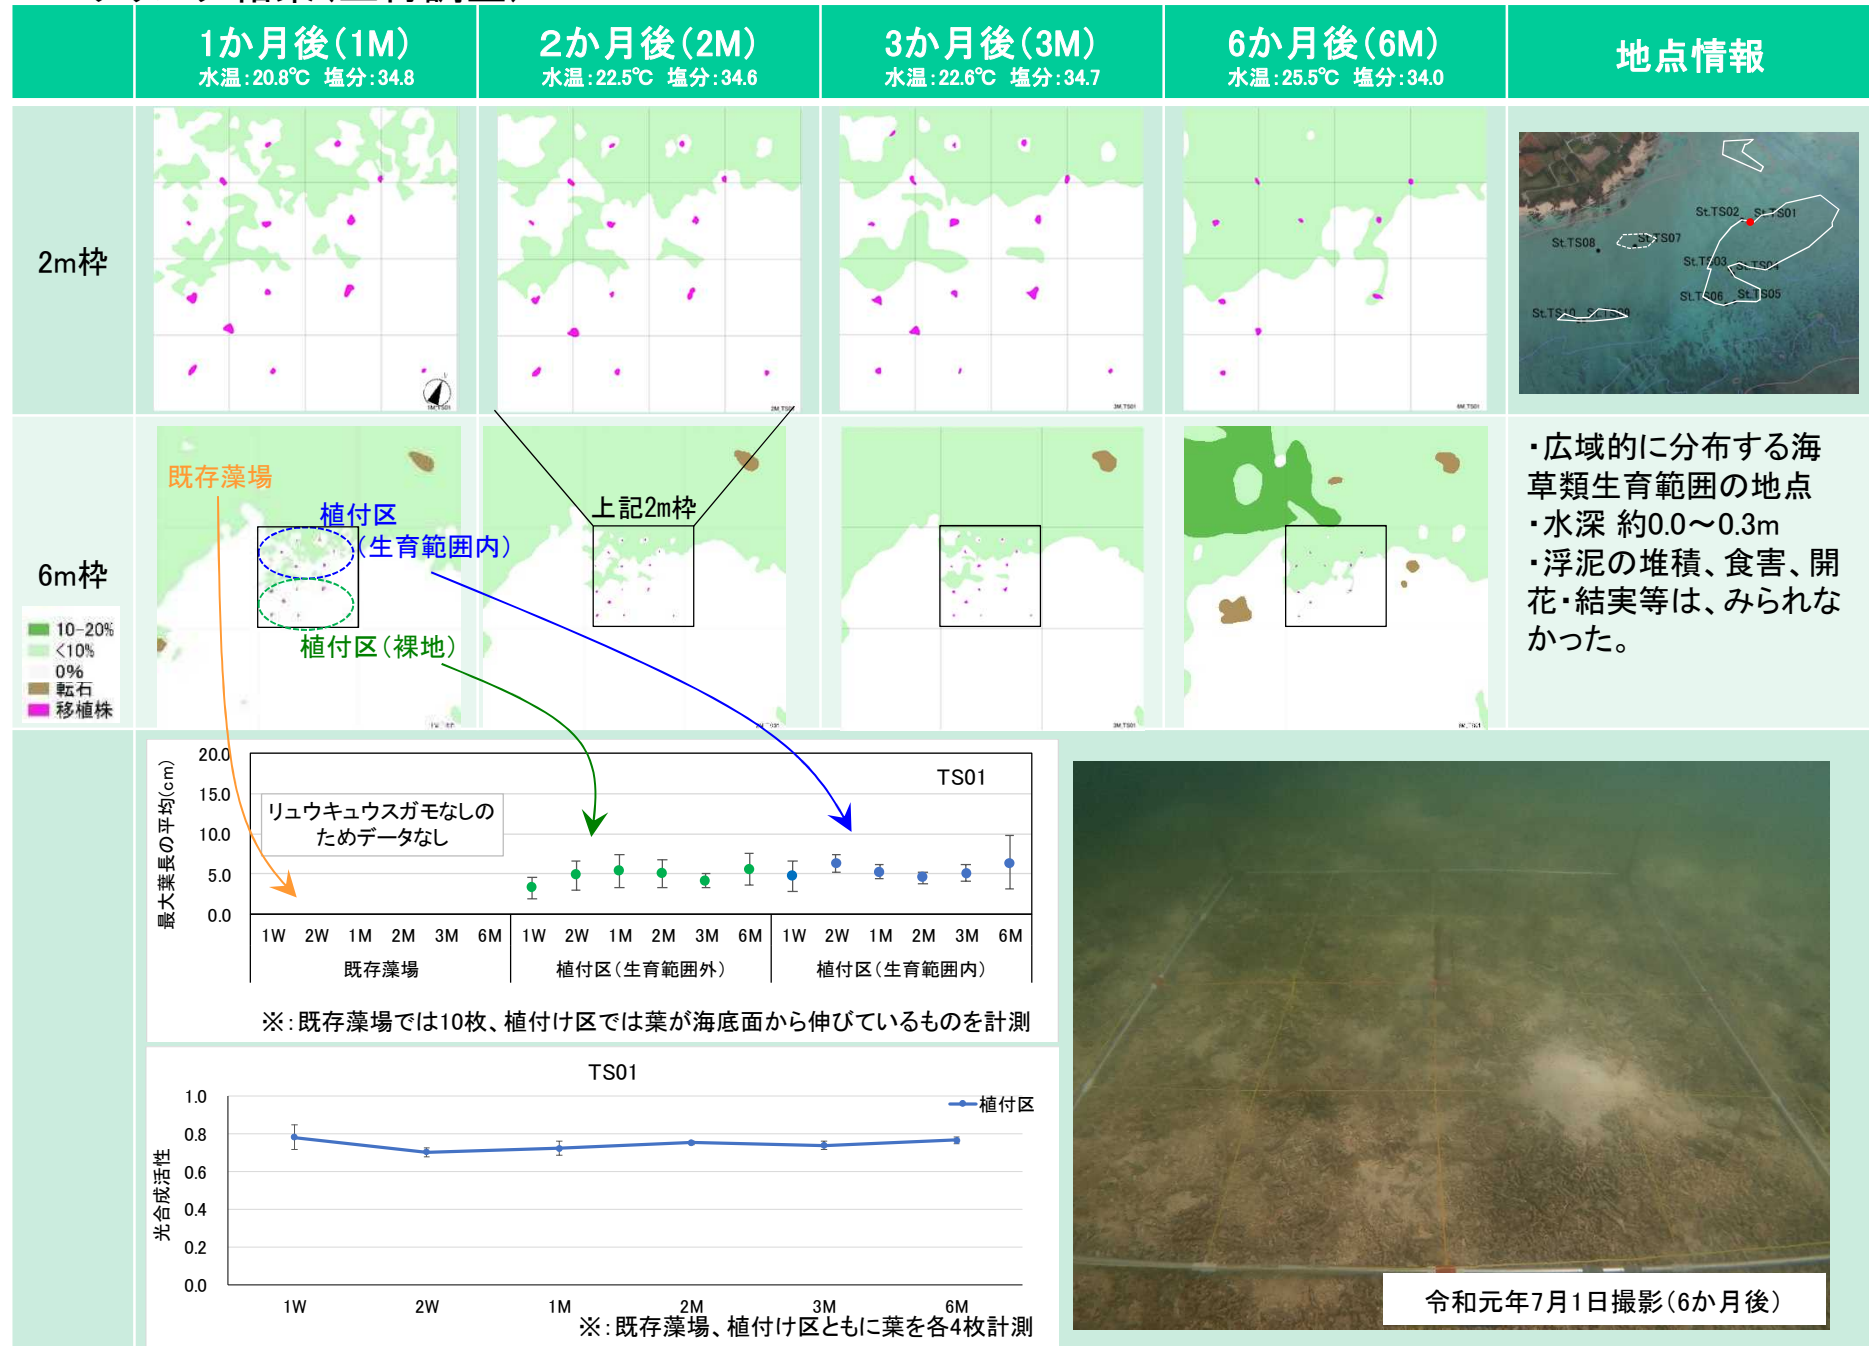 1か月後(1M)
水温:20.8℃ 塩分:34.8
2か月後(2M)
水温:22.5℃ 塩分:34.6
3か月後(3M)
水温:22.6℃ 塩分:34.7
6か月後(6M)
水温:25.5℃ 塩分:34.0
地点情報
2m枠
1M_TS01
2M_TS01
3M_TS01
6M_TS01
St.TS02
St.TS01
St.TS08
St.TS07
St.TS03
St.TS04
St.TS06
St.TS05
St.TS10
St.TS09
6m枠
10-20%
<10%
0%
転石
移植株
既存藻場
植付区
(生育範囲内)
植付区(裸地)
上記2m枠
・広域的に分布する海
草類生育範囲の地点
・水深 約0.0～0.3m
・浮泥の堆積、食害、開
花・結実等は、みられな
かった。
TS01
最大葉長の平均(cm)
20.0
15.0
10.0
5.0
0.0
リュウキュウスガモなしの
ためデータなし
1W 2W 1M 2M 3M 6M 1W 2W 1M 2M 3M 6M 1W 2W 1M 2M 3M 6M
既存藻場 植付区(生育範囲外) 植付区(生育範囲内)
※:既存藻場では10枚、植付け区では葉が海底面から伸びているものを計測
TS01
植付区
光合成活性
1.0
0.8
0.6
0.4
0.2
0.0
1W 2W 1M 2M 3M 6M
※:既存藻場、植付け区ともに葉を各4枚計測
令和元年7月1日撮影(6か月後)